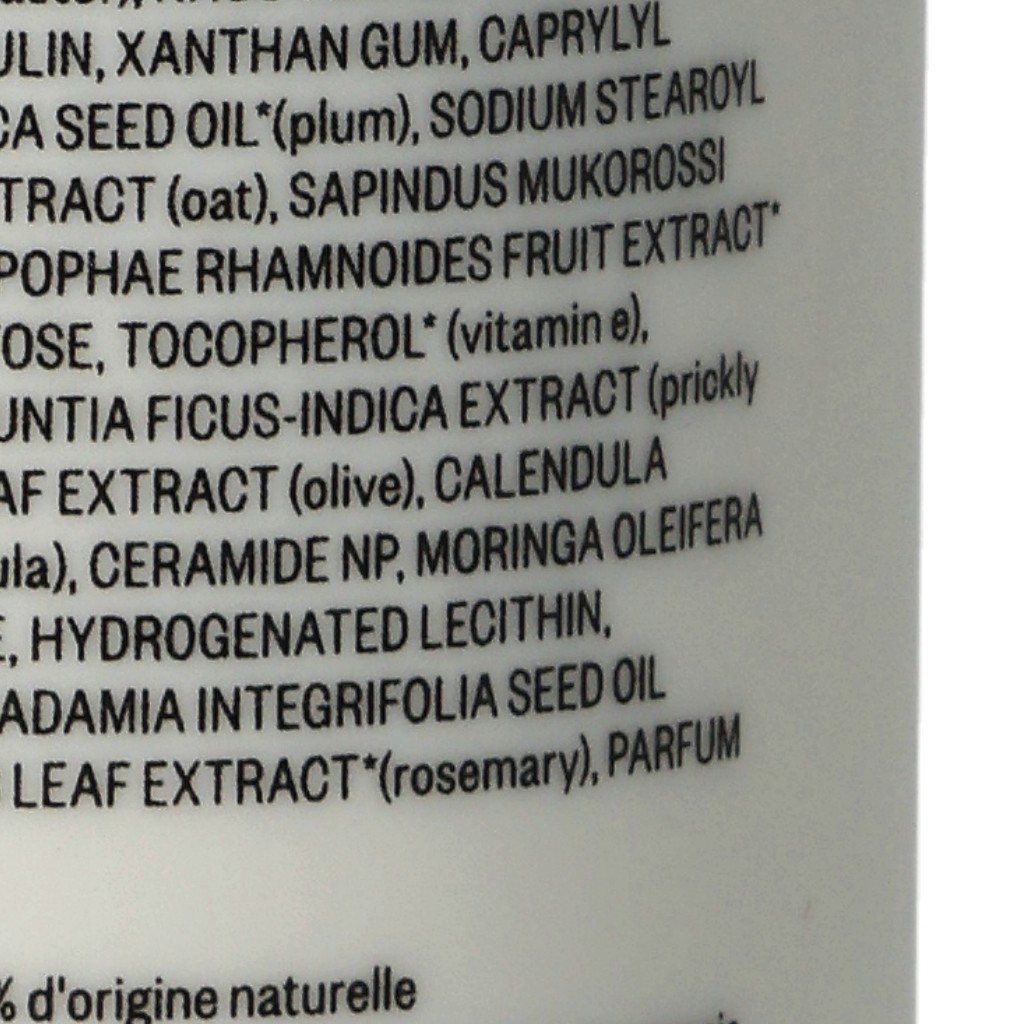 ULIN, XANTHAN GUM, CAPRYLYL
CA SEED OIL*(plum), SODIUM STEAROYL
TRACT (oat), SAPINDUS MUKOROSSI
POPHAE RHAMNOIDES FRUIT EXTRACT*
OSE, TOCOPHEROL* (vitamin e),
UNTIA FICUS-INDICA EXTRACT (prickly
AF EXTRACT (olive), CALENDULA
ula), CERAMIDE NP, MORINGA OLEIFERA
E, HYDROGENATED LECITHIN,
ADAMIA INTEGRIFOLIA SEED OIL
LEAF EXTRACT*(rosemary), PARFUM
% d'origine naturelle